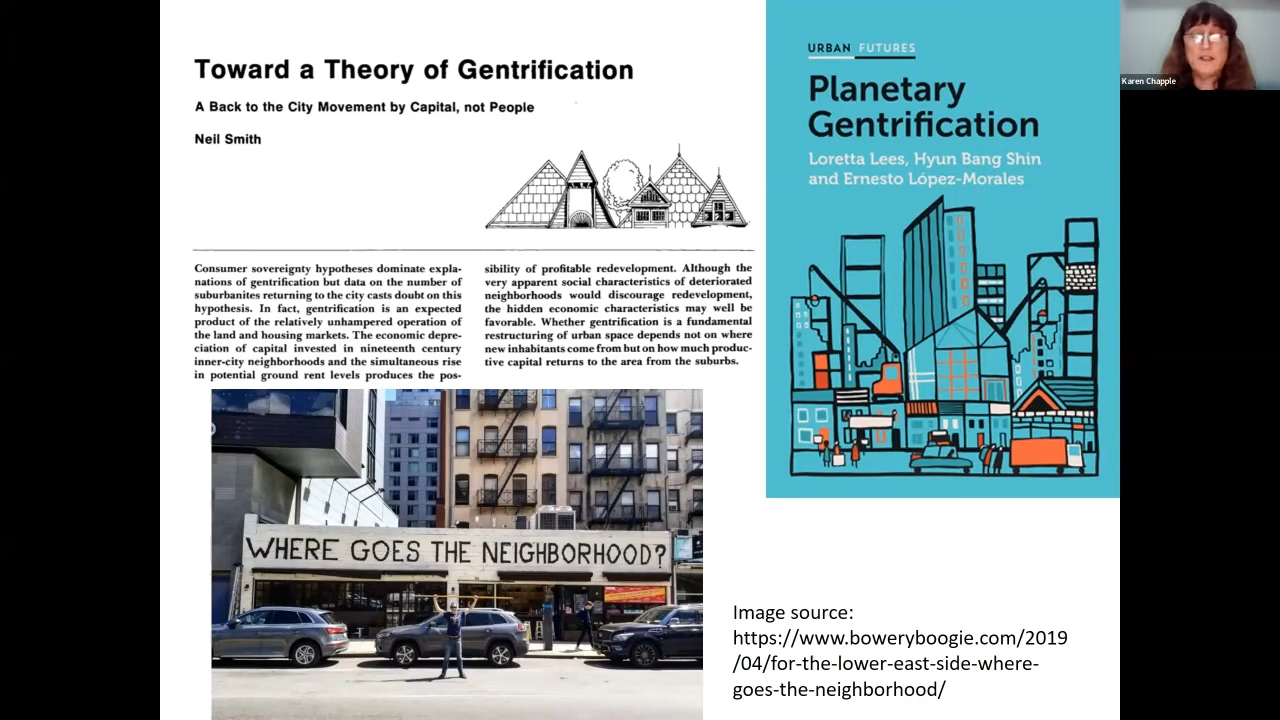 Toward a Theory of Gentrification
A Back to the City Movement by Capital, not People
Neil Smith
Consumer sovereignty hypotheses dominate expla-
nations of gentrification but data on the number of
suburbanites returning to the city casts doubt on this
hypothesis. In fact, gentrification is an expected
product of the relatively unhampered operation of
the land and housing markets. The economic depre-
ciation of capital invested in nineteenth century
inner-city neighborhoods and the simultaneous rise
in potential ground rent levels produces the pos-
sibility of profitable redevelopment. Although the
very apparent social characteristics of deteriorated
neighborhoods would discourage redevelopment,
the hidden economic characteristics may well be
favorable. Whether gentrification is a fundamental
restructuring of urban space depends not on where
new inhabitants come from but on how much produc-
tive capital returns to the area from the suburbs.
WHERE GOES THE NEIGHBORHOOD?
URBAN FUTURES
Planetary
Gentrification
Loretta Lees, Hyun Bang Shin
and Ernesto López-Morales
Image source:
https://www.boweryboogie.com/2019
/04/for-the-lower-east-side-where-
goes-the-neighborhood/
Karen Chapple